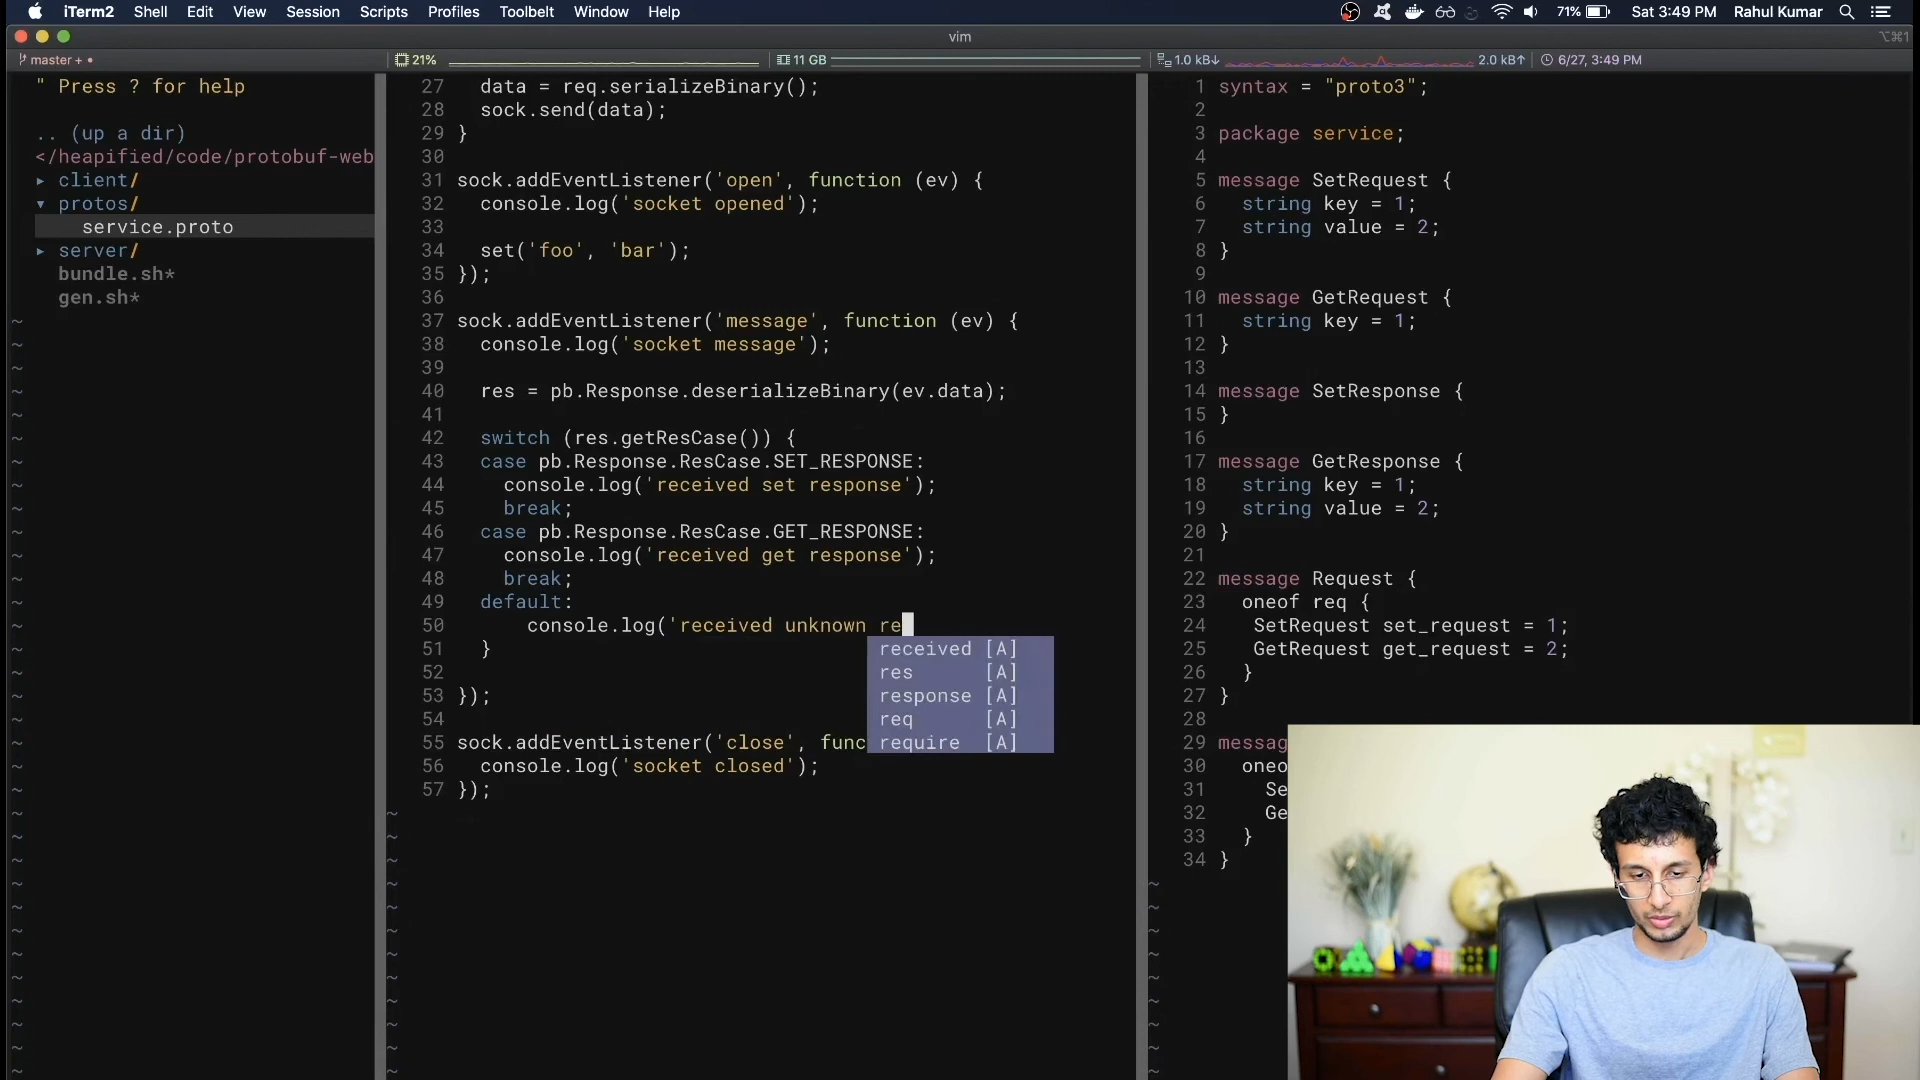 iTerm2 Shell Edit View Session Scripts Profiles Toolbelt Window Help 71% Sat 3:49 PM Rahul Kumar
vim ⌥⌘1
master + • 21% 11 GB 1.0 kB↓ 2.0 kB↑ 6/27, 3:49 PM
" Press ? for help
.. (up a dir)
</heapified/code/protobuf-web
▸ client/
▾ protos/
service.proto
▸ server/
bundle.sh*
gen.sh*
27 data = req.serializeBinary();
28 sock.send(data);
29 }
30
31 sock.addEventListener('open', function (ev) {
32 console.log('socket opened');
33
34 set('foo', 'bar');
35 });
36
37 sock.addEventListener('message', function (ev) {
38 console.log('socket message');
39
40 res = pb.Response.deserializeBinary(ev.data);
41
42 switch (res.getResCase()) {
43 case pb.Response.ResCase.SET_RESPONSE:
44 console.log('received set response');
45 break;
46 case pb.Response.ResCase.GET_RESPONSE:
47 console.log('received get response');
48 break;
49 default:
50 console.log('received unknown re
51 }
52
53 });
54
55 sock.addEventListener('close', func
56 console.log('socket closed');
57 });
received [A]
res [A]
response [A]
req [A]
require [A]
1 syntax = "proto3";
2
3 package service;
4
5 message SetRequest {
6 string key = 1;
7 string value = 2;
8 }
9
10 message GetRequest {
11 string key = 1;
12 }
13
14 message SetResponse {
15 }
16
17 message GetResponse {
18 string key = 1;
19 string value = 2;
20 }
21
22 message Request {
23 oneof req {
24 SetRequest set_request = 1;
25 GetRequest get_request = 2;
26 }
27 }
28
29 messag
30 oneo
31 Se
32 Ge
33 }
34 }